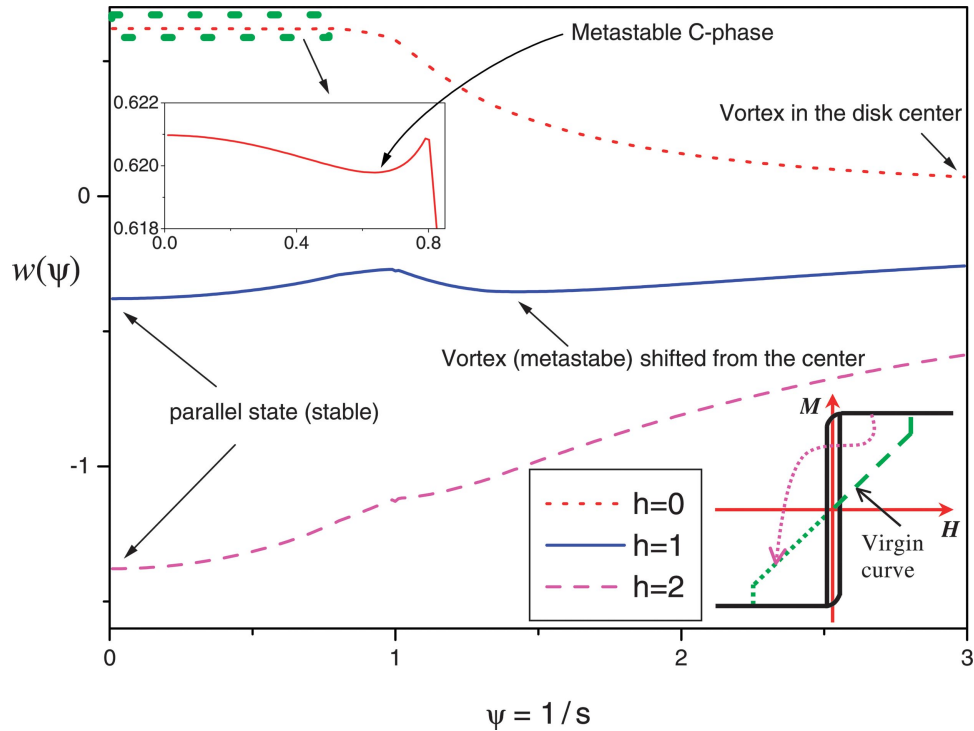 Metastable C-phase
Vortex in the disk center
0.622
0.620
0.618
0.0
0.4
0.8
0
-1
w(ψ)
Vortex (metastabe) shifted from the center
parallel state (stable)
h=0
h=1
h=2
M
H
Virgin
curve
0
1
2
3
ψ = 1/s